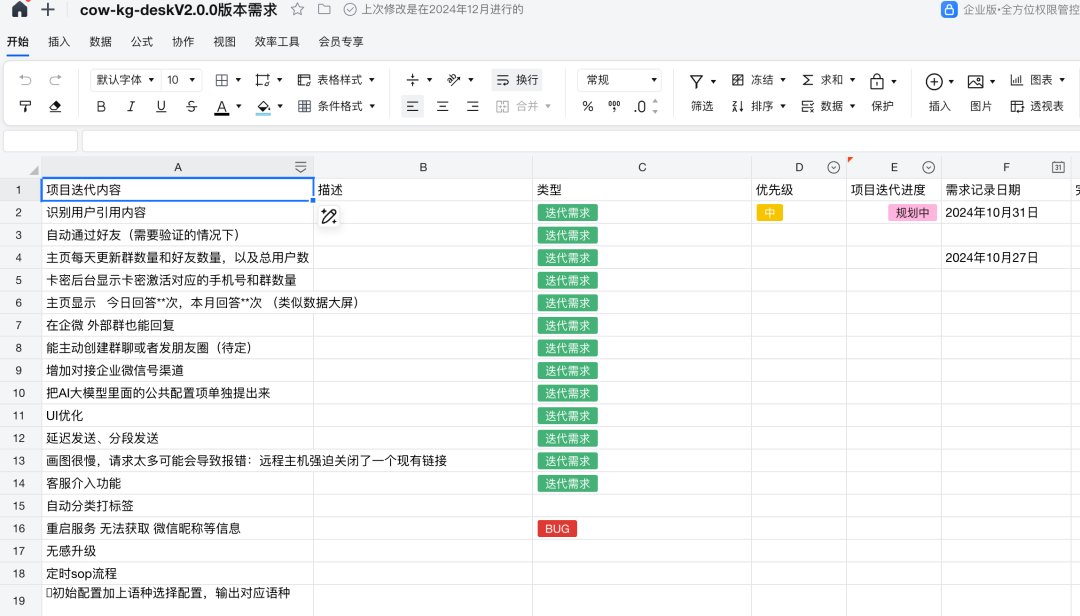 cow-kg-deskV2.0.0版本需求 上次修改是在2024年12月进行的 企业版•全方位权限管控
开始 插入 数据 公式 协作 视图 效率工具 会员专享
默认字体 10 表格样式 换行 常规 冻结 求和 图表
B I U S A 条件格式 合并 % .0 筛选 排序 数据 保护 插入 图片 透视表
A B C D E F 31
1 项目迭代内容 描述 类型 优先级 项目迭代进度 需求记录日期
2 识别用户引用内容 迭代需求 中 规划中 2024年10月31日
3 自动通过好友（需要验证的情况下） 迭代需求
4 主页每天更新群数量和好友数量，以及总用户数 迭代需求 2024年10月27日
5 卡密后台显示卡密激活对应的手机号和群数量 迭代需求
6 主页显示 今日回答**次，本月回答**次 （类似数据大屏） 迭代需求
7 在企微 外部群也能回复 迭代需求
8 能主动创建群聊或者发朋友圈（待定） 迭代需求
9 增加对接企业微信号渠道 迭代需求
10 把AI大模型里面的公共配置项单独提出来 迭代需求
11 UI优化 迭代需求
12 延迟发送、分段发送 迭代需求
13 画图很慢，请求太多可能会导致报错：远程主机强迫关闭了一个现有链接 迭代需求
14 客服介入功能 迭代需求
15 自动分类打标签
16 重启服务 无法获取 微信昵称等信息 BUG
17 无感升级
18 定时sop流程
19 初始配置加上语种选择配置，输出对应语种